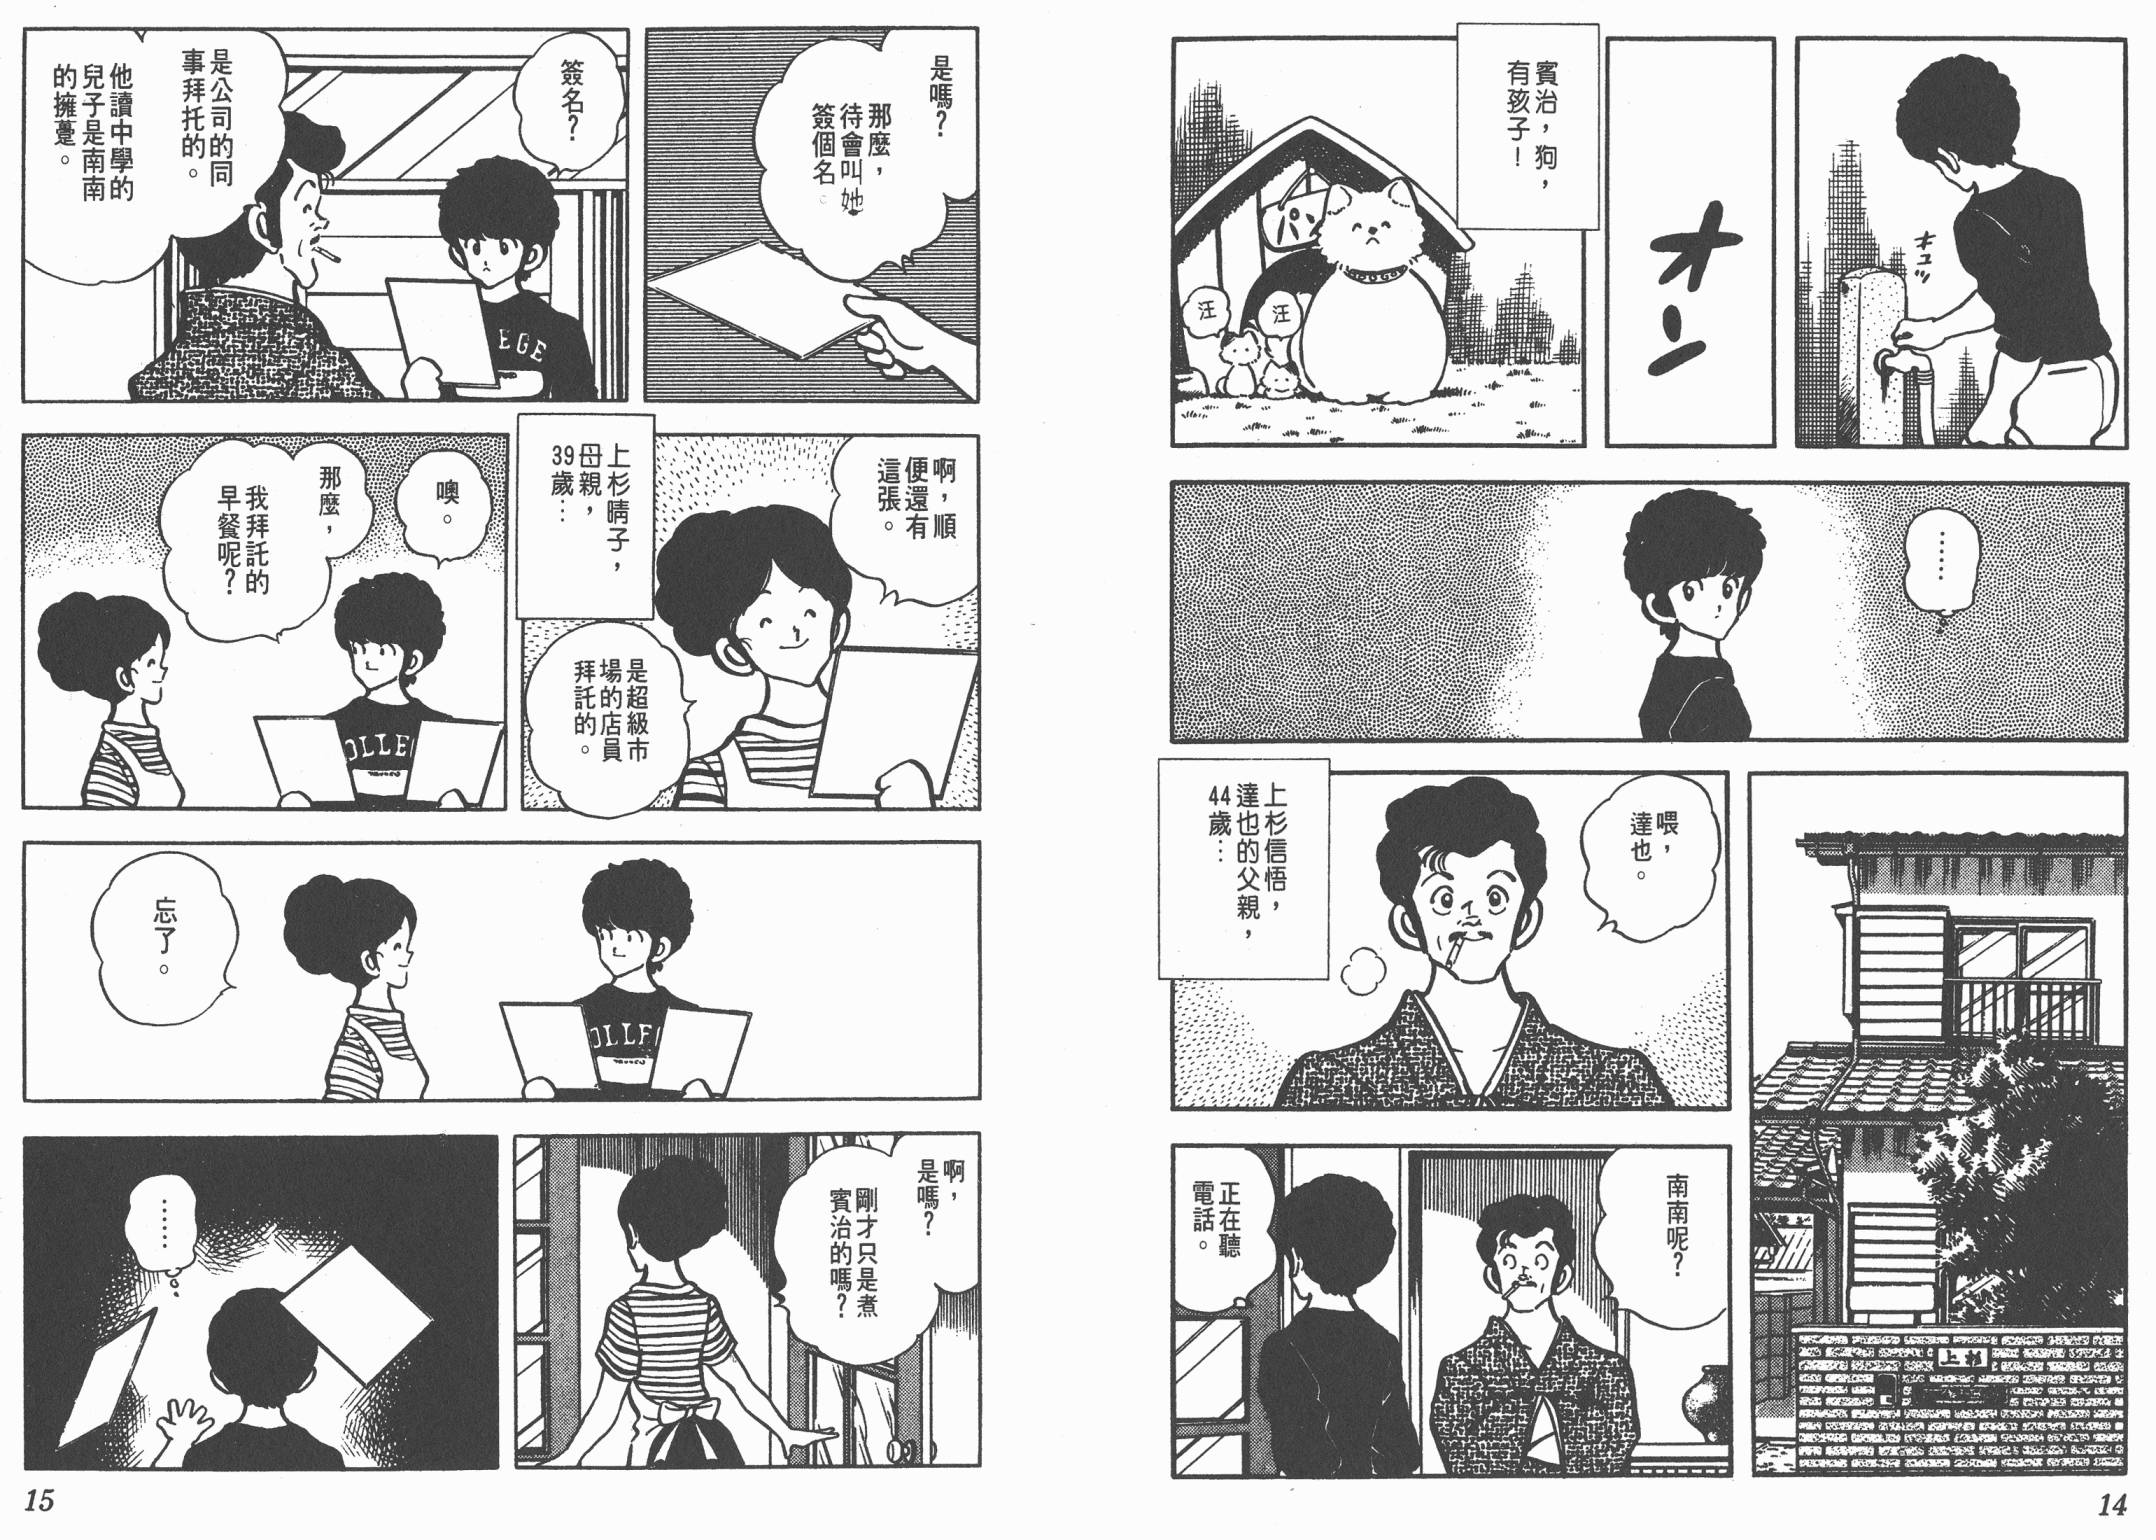 キュッ
オーン
賓治，狗，
有孩子！
パン
汪
汪
……
上杉
喂，
達也。
上杉信悟，
達也的父親，
44歲…
南南呢？
正在聽
電話。
14
是嗎？
那麼，
待會叫她
簽個名。
簽名？
是公司的同
事拜托的。
他讀中學的
兒子是南南
的擁躉。
EGE
啊，順
便還有
這張。
上杉晴子，
母親，
39歲…
是超級市
場的店員
拜託的。
噢。
那麼，
我拜託的
早餐呢？
OLLE
忘了。
OLLE
啊，
是嗎？
剛才只是煮
賓治的嗎？
……
15